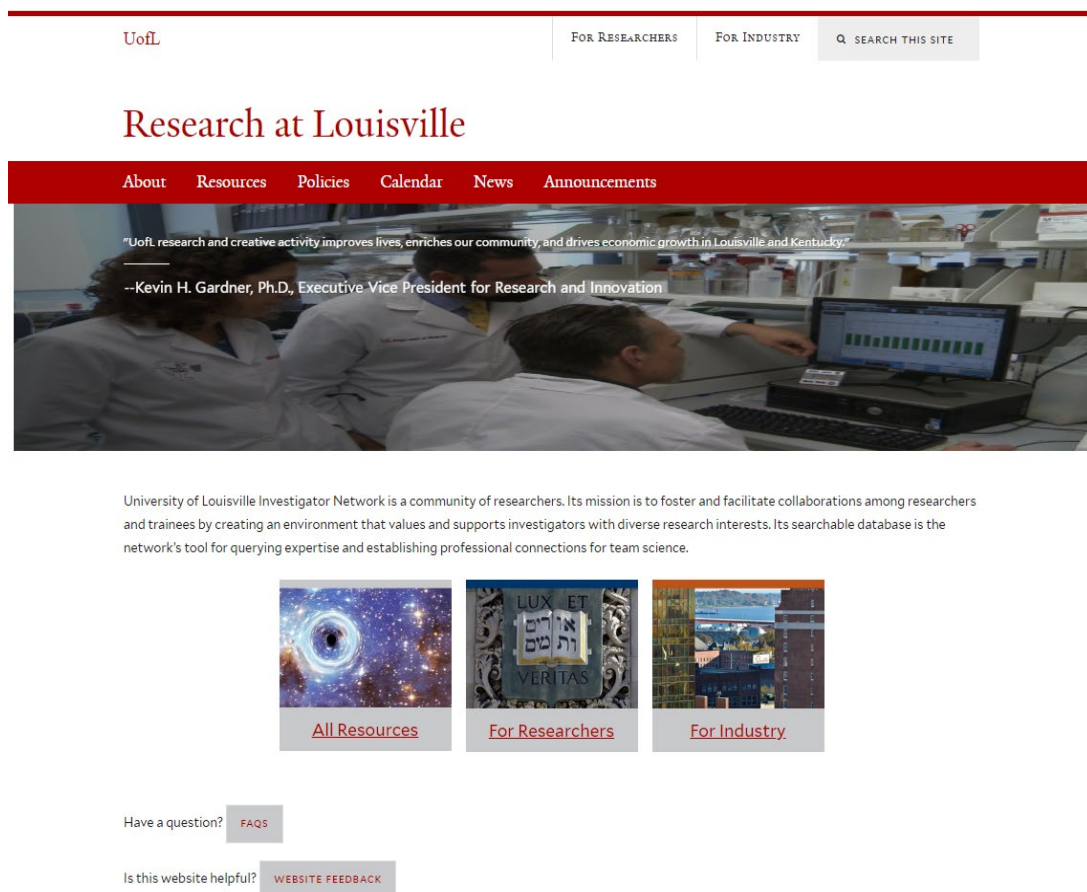 UofL
For Researchers
For Industry
SEARCH THIS SITE
Research at Louisville
About Resources Policies Calendar News Announcements
"UofL research and creative activity improves lives, enriches our community, and drives economic growth in Louisville and Kentucky."
--Kevin H. Gardner, Ph.D., Executive Vice President for Research and Innovation
University of Louisville Investigator Network is a community of researchers. Its mission is to foster and facilitate collaborations among researchers
and trainees by creating an environment that values and supports investigators with diverse research interests. Its searchable database is the
network's tool for querying expertise and establishing professional connections for team science.
LUX ET
אורים
ותמים
VERITAS
All Resources
For Researchers
For Industry
Have a question? FAQS
Is this website helpful? WEBSITE FEEDBACK